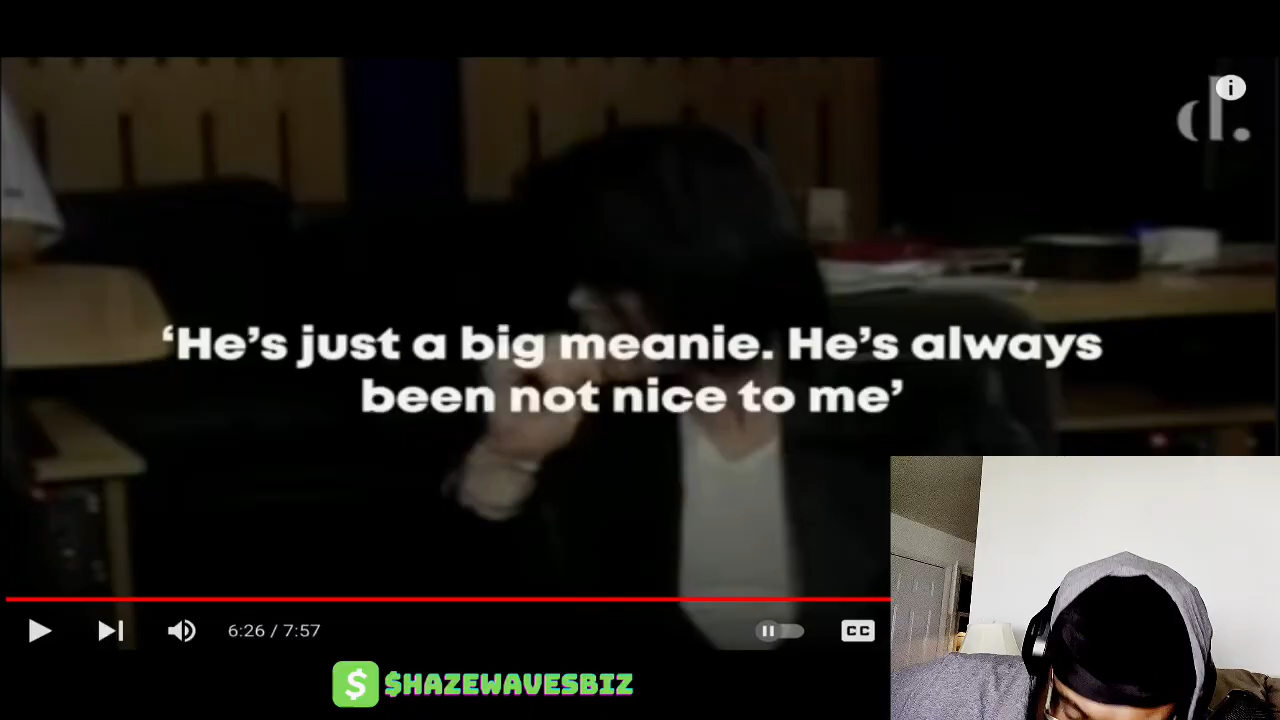 d.
i
‘He’s just a big meanie. He’s always
been not nice to me’
6:26 / 7:57
CC
$ $HAZEWAVESBIZ